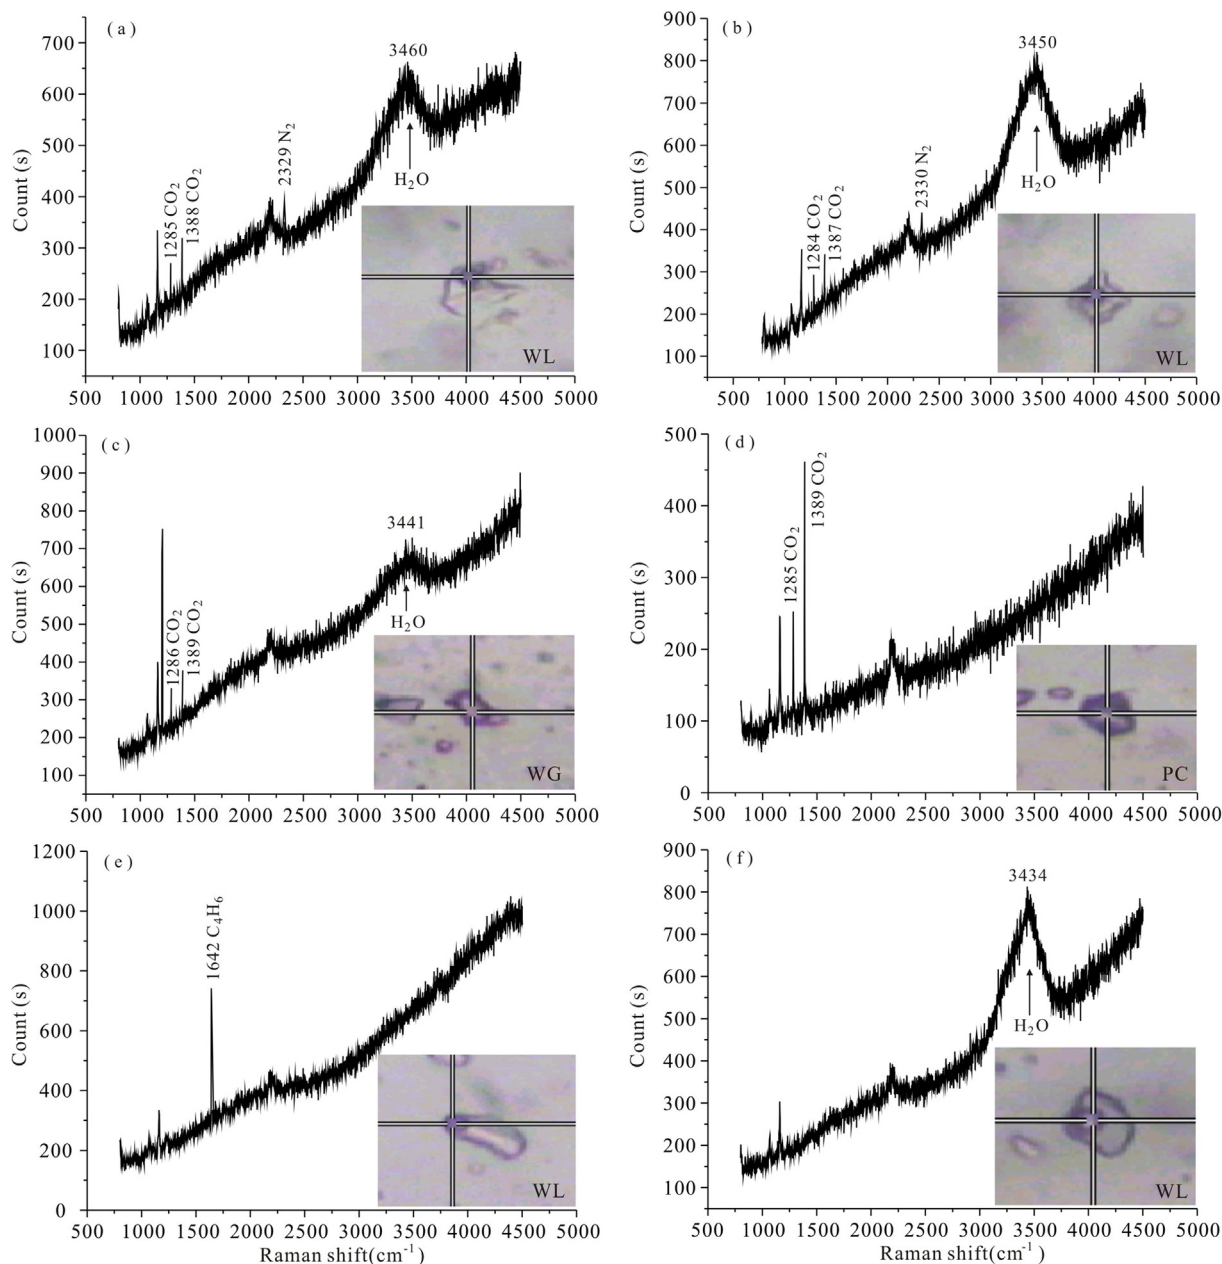 ( a )
700
600
500
400
300
200
100
Count (s)
1285 CO2
1388 CO2
2329 N2
3460
H2O
WL
500 1000 1500 2000 2500 3000 3500 4000 4500 5000
( b )
900
800
700
600
500
400
300
200
100
Count (s)
1284 CO2
1387 CO2
2330 N2
3450
H2O
WL
500 1000 1500 2000 2500 3000 3500 4000 4500 5000
( c )
1000
900
800
700
600
500
400
300
200
100
Count (s)
1286 CO2
1389 CO2
3441
H2O
WG
500 1000 1500 2000 2500 3000 3500 4000 4500 5000
( d )
500
400
300
200
100
0
Count (s)
1285 CO2
1389 CO2
PC
500 1000 1500 2000 2500 3000 3500 4000 4500 5000
( e )
1200
1000
800
600
400
200
0
Count (s)
1642 C4H6
WL
500 1000 1500 2000 2500 3000 3500 4000 4500 5000
Raman shift(cm-1)
( f )
900
800
700
600
500
400
300
200
100
Count (s)
3434
H2O
WL
500 1000 1500 2000 2500 3000 3500 4000 4500 5000
Raman shift(cm-1)